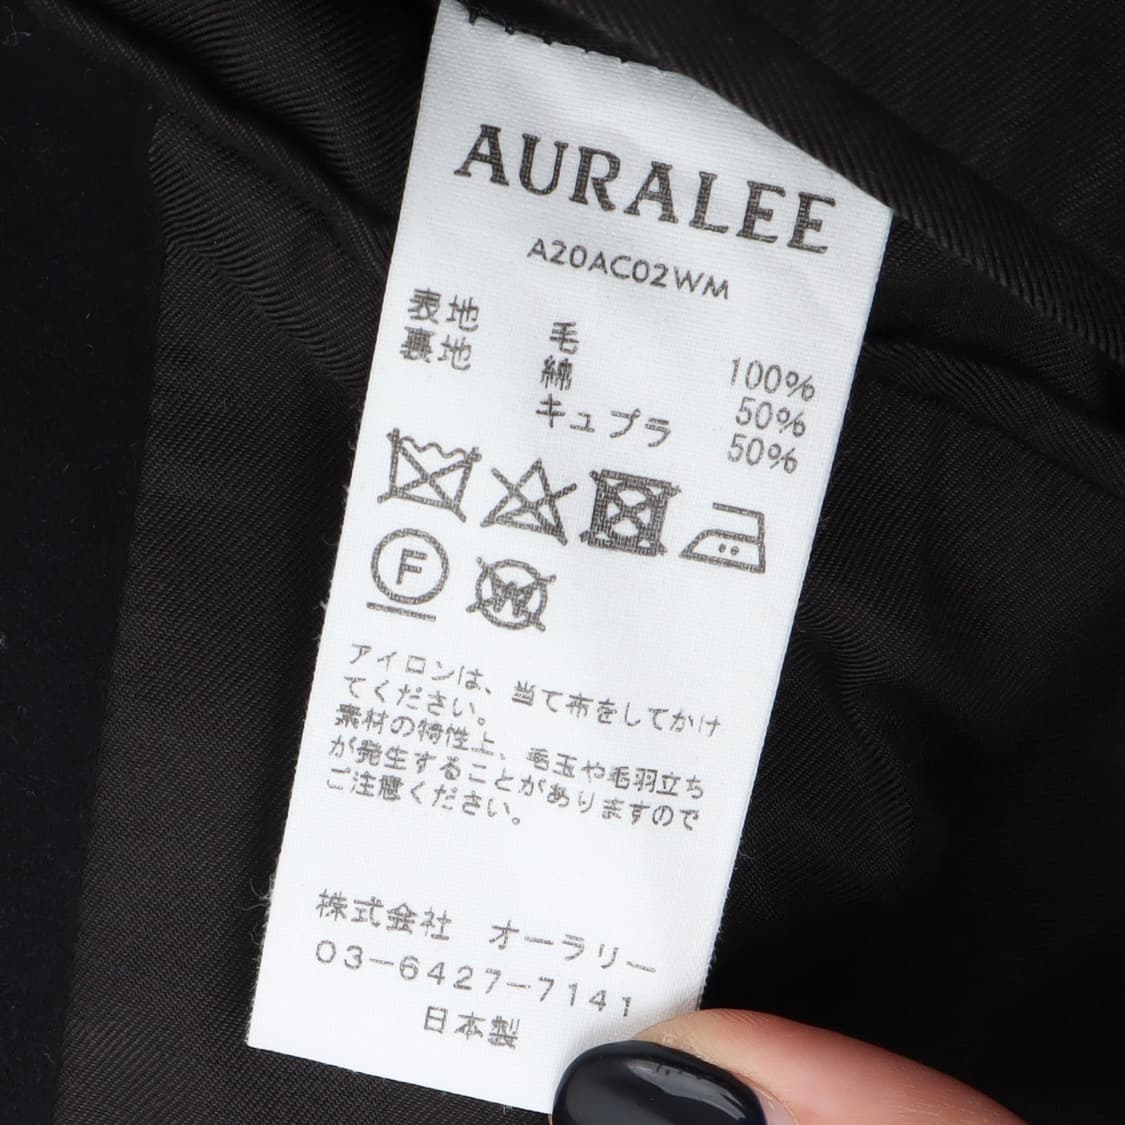 AURALEE
A20AC02WM
表地 毛 100%
裏地 綿 50%
キュプラ 50%
F
W
アイロンは、当て布をしてかけ
てください。
素材の特性上、毛玉や毛羽立ち
が発生することがありますので
ご注意ください。
株式会社 オーラリー
03-6427-7141
日本製